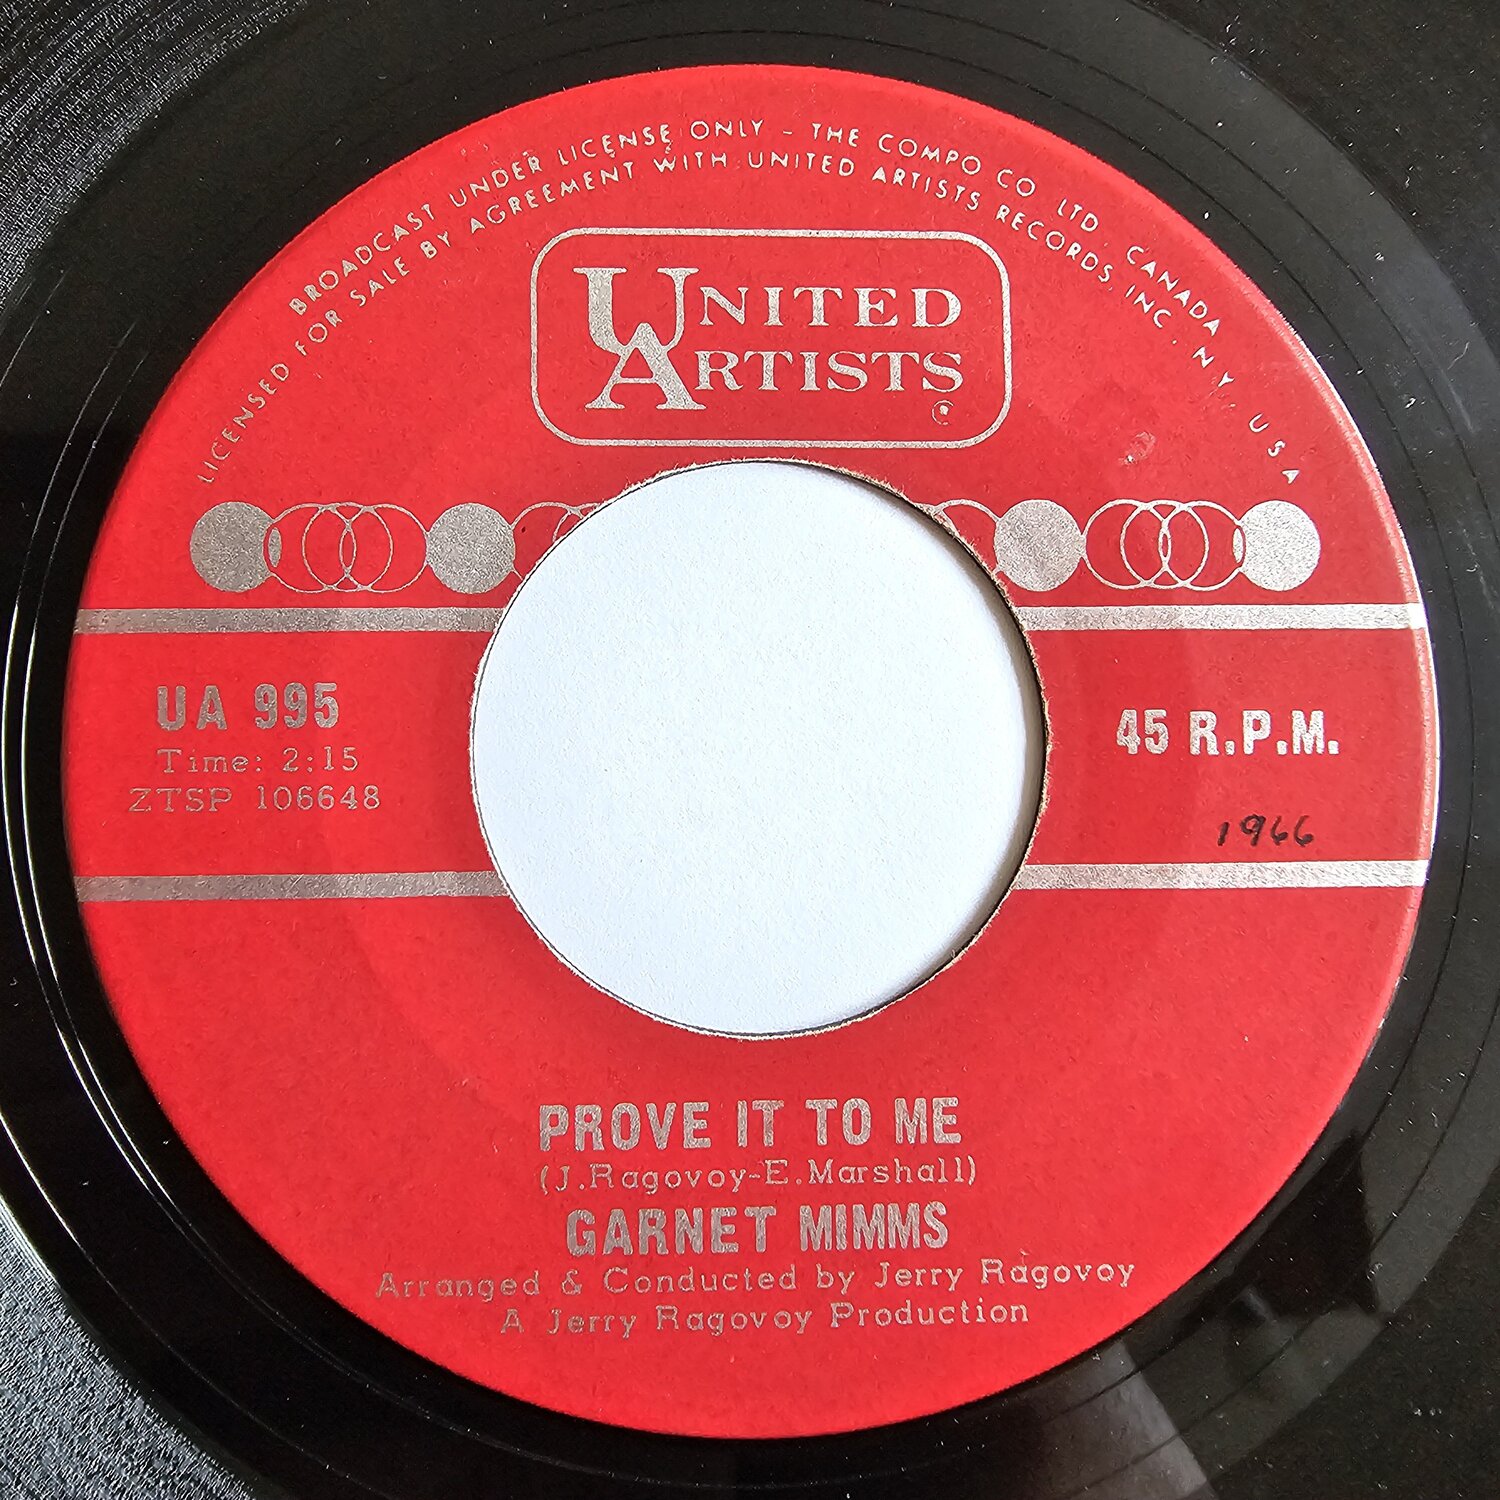 BROADCAST UNDER LICENSE ONLY - THE COMPO CO LTD. CANADA
LICENSED FOR SALE BY AGREEMENT WITH UNITED ARTISTS RECORDS, INC. N.Y. U S A
UNITED
ARTISTS
UA 995
Time: 2:15
ZTSP 106648
45 R.P.M.
1966
PROVE IT TO ME
(J.Ragovoy-E.Marshall)
GARNET MIMMS
Arranged & Conducted by Jerry Ragovoy
A Jerry Ragovoy Production